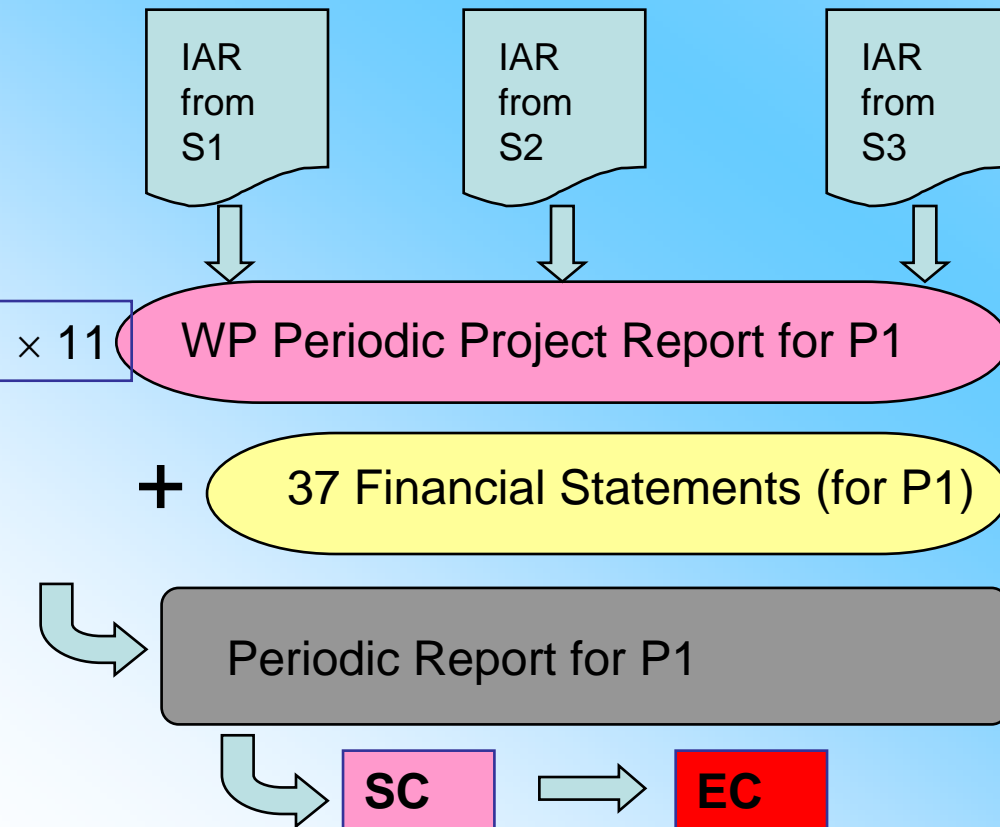 IAR
from
S1
IAR
from
S2
IAR
from
S3
× 11
WP Periodic Project Report for P1
+
37 Financial Statements (for P1)
Periodic Report for P1
SC
EC